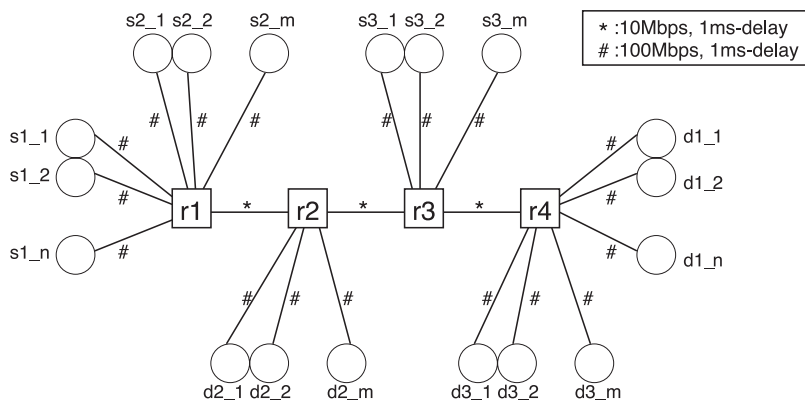 s2_1 s2_2 s2_m s3_1 s3_2 s3_m
* :10Mbps, 1ms-delay
# :100Mbps, 1ms-delay
# # # # # #
s1_1 # # d1_1
s1_2 d1_2
# #
r1 * r2 * r3 * r4
s1_n # # d1_n
# # # # # #
d2_1 d2_2 d2_m d3_1 d3_2 d3_m